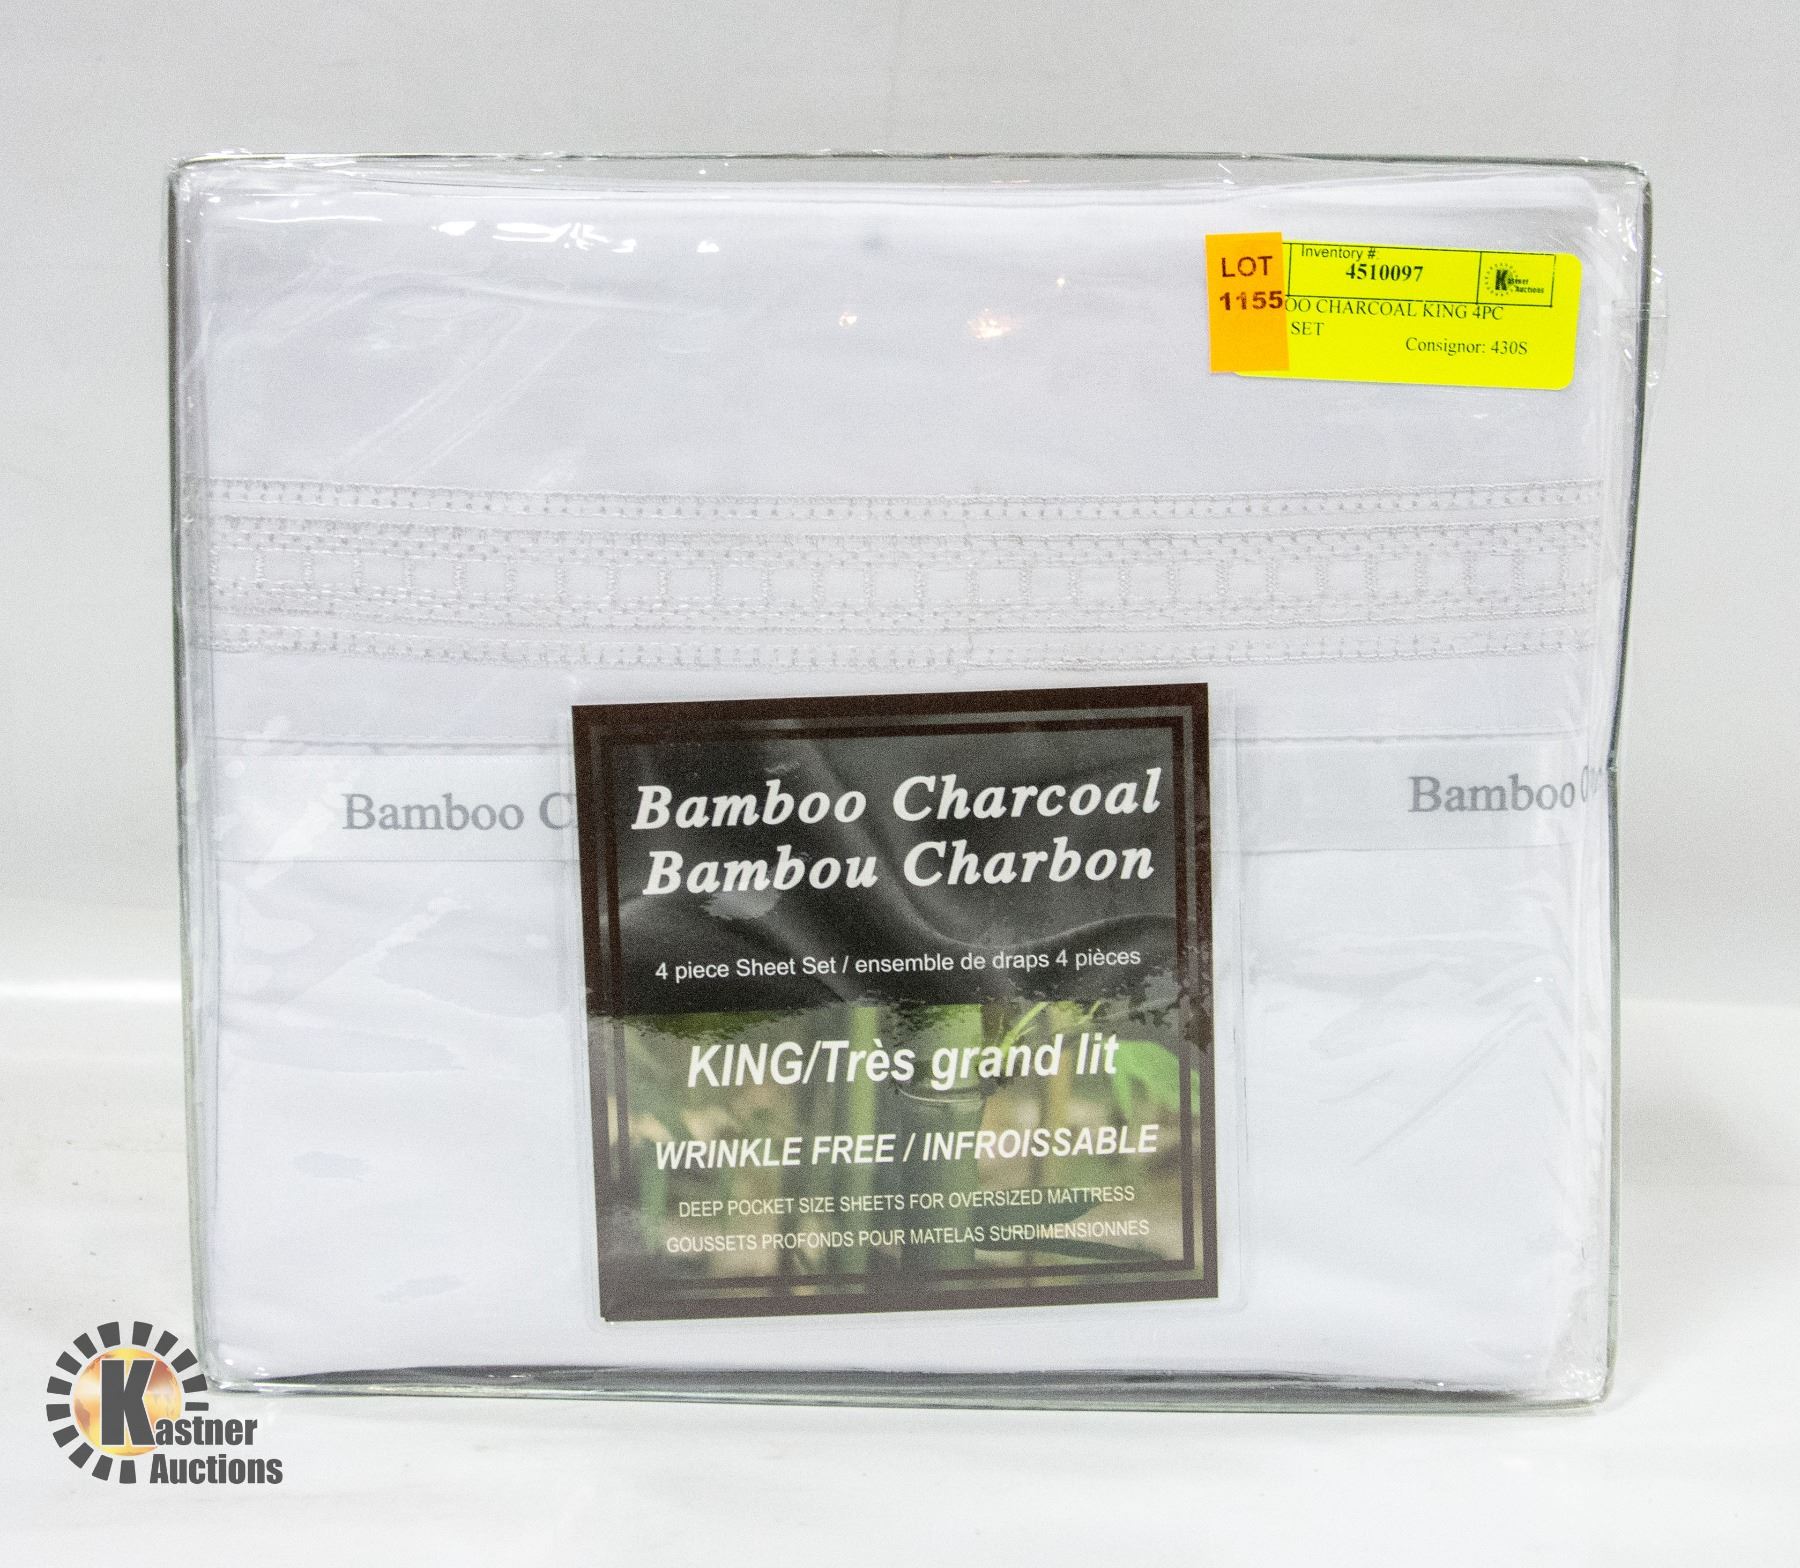 LOT
1155
Inventory #:
4510097
Kastner
Auctions
OO CHARCOAL KING 4PC
SET
Consignor: 430S
Bamboo C
Bamboo
Bamboo Charcoal
Bambou Charbon
4 piece Sheet Set / ensemble de draps 4 pièces
KING/Très grand lit
WRINKLE FREE / INFROISSABLE
DEEP POCKET SIZE SHEETS FOR OVERSIZED MATTRESS
GOUSSETS PROFONDS POUR MATELAS SURDIMENSIONNES
Kastner
Auctions